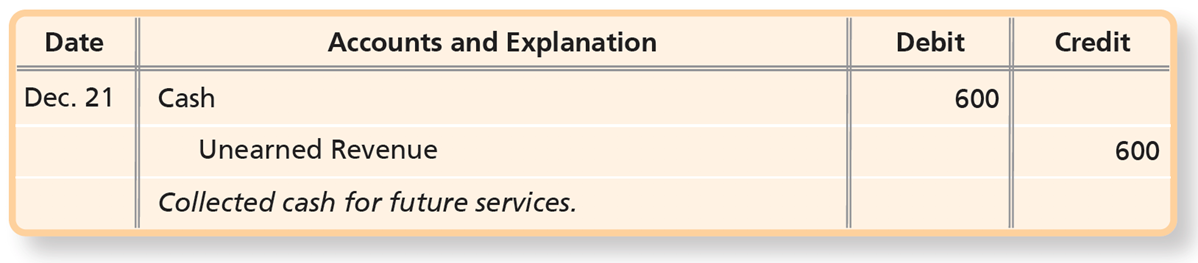 Date Accounts and Explanation Debit Credit
Dec. 21 Cash 600
Unearned Revenue 600
Collected cash for future services.